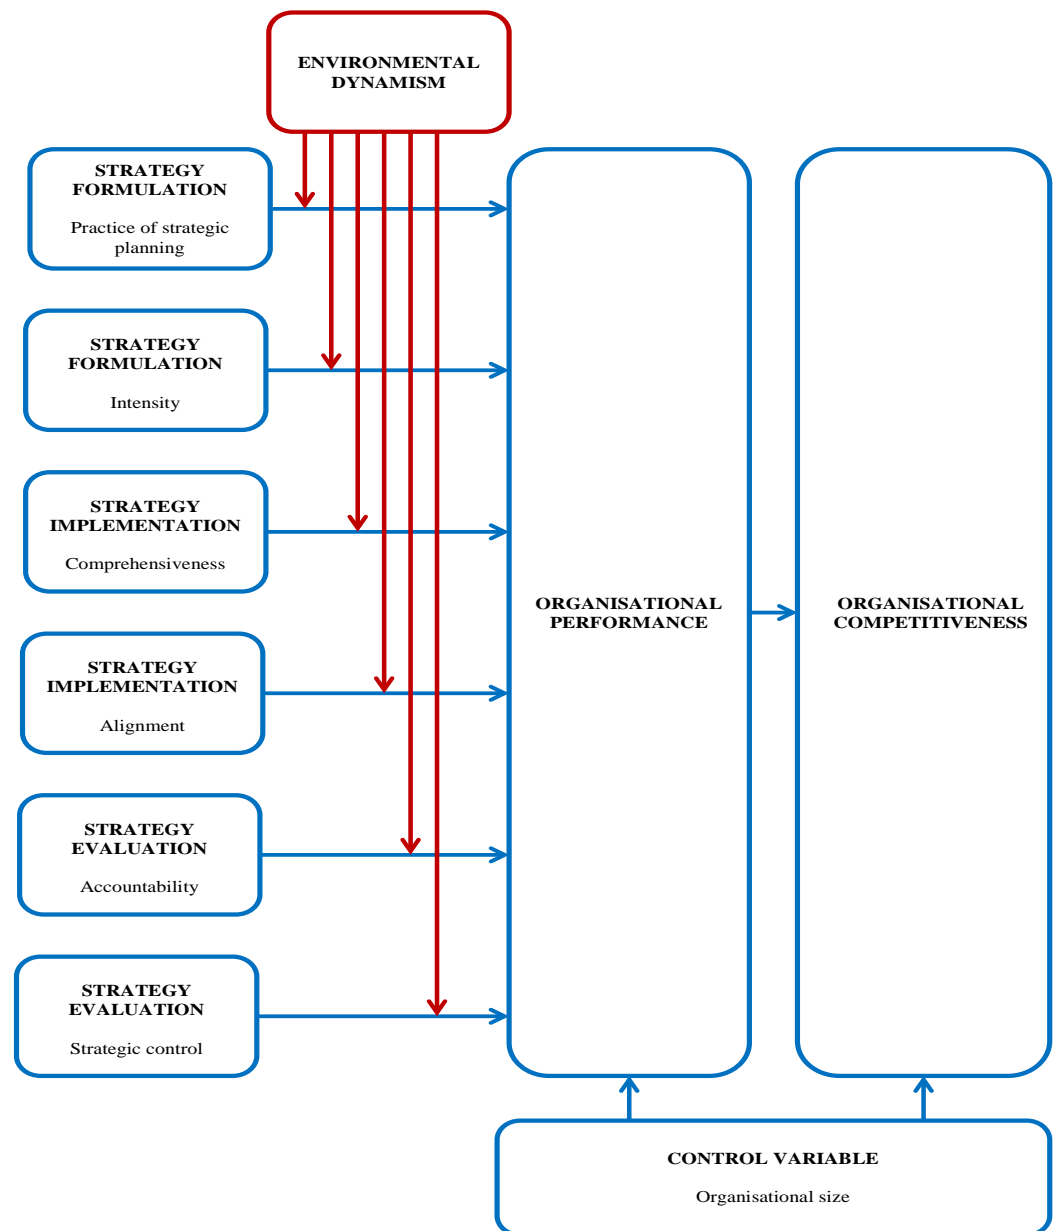 ENVIRONMENTAL
DYNAMISM
STRATEGY
FORMULATION
Practice of strategic
planning
STRATEGY
FORMULATION
Intensity
STRATEGY
IMPLEMENTATION
Comprehensiveness
STRATEGY
IMPLEMENTATION
Alignment
STRATEGY
EVALUATION
Accountability
STRATEGY
EVALUATION
Strategic control
ORGANISATIONAL
PERFORMANCE
ORGANISATIONAL
COMPETITIVENESS
CONTROL VARIABLE
Organisational size